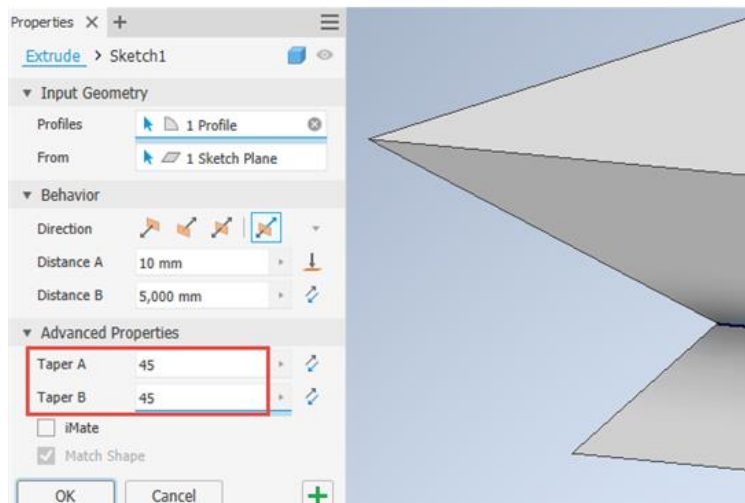 Properties × +
Extrude > Sketch1
Input Geometry
Profiles 1 Profile
From 1 Sketch Plane
Behavior
Direction
Distance A 10 mm
Distance B 5,000 mm
Advanced Properties
Taper A 45
Taper B 45
iMate
Match Shape
OK Cancel